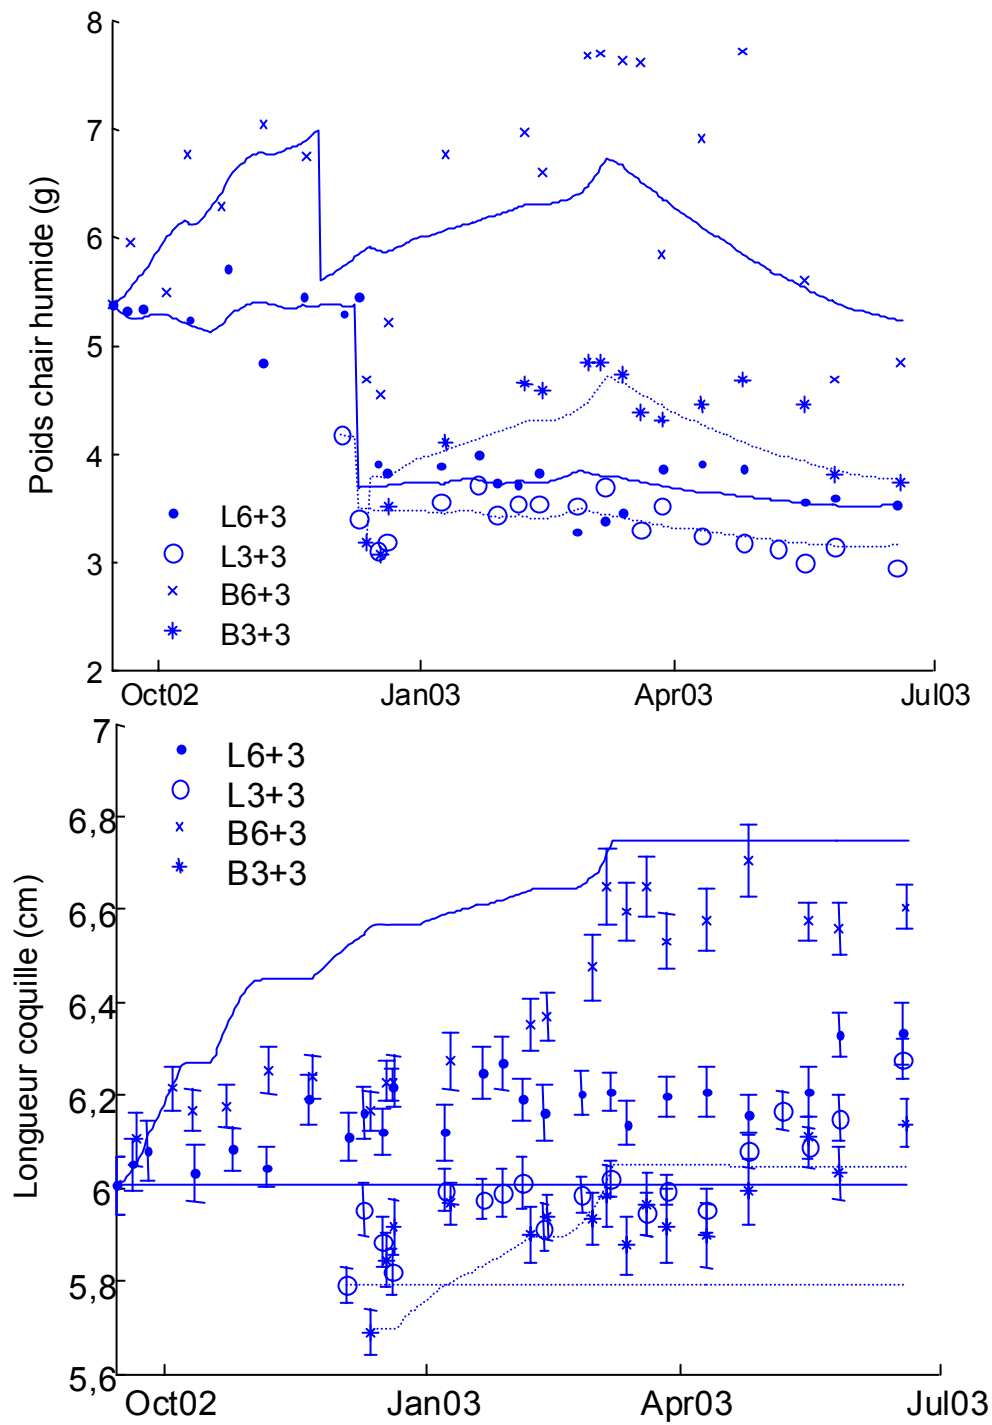 8
7
6
5
4
3
2
Poids chair humide (g)
L6+3
L3+3
B6+3
B3+3
Oct02 Jan03 Apr03 Jul03
7
6,8
6,6
6,4
6,2
6
5,8
5,6
Longueur coquille (cm)
L6+3
L3+3
B6+3
B3+3
Oct02 Jan03 Apr03 Jul03